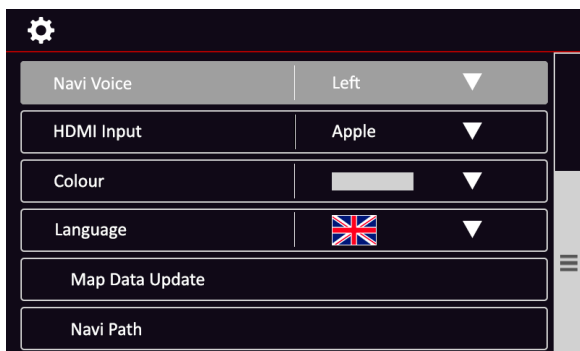 Navi Voice Left
HDMI Input Apple
Colour
Language
Map Data Update
Navi Path